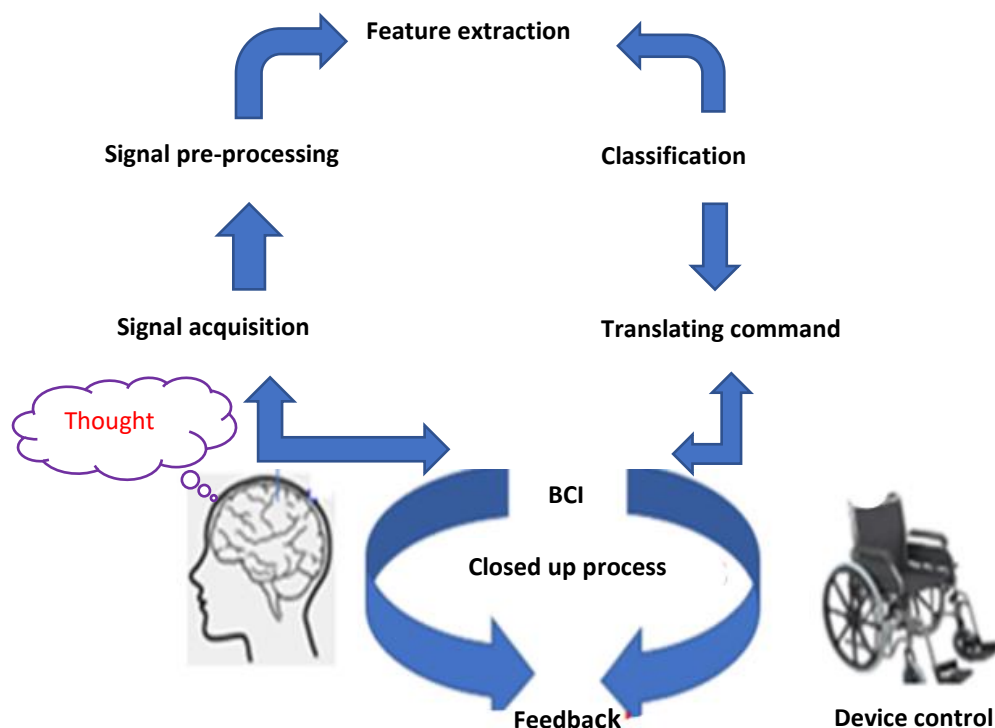 Feature extraction
Signal pre-processing
Classification
Signal acquisition
Translating command
Thought
BCI
Closed up process
Feedback
Device control